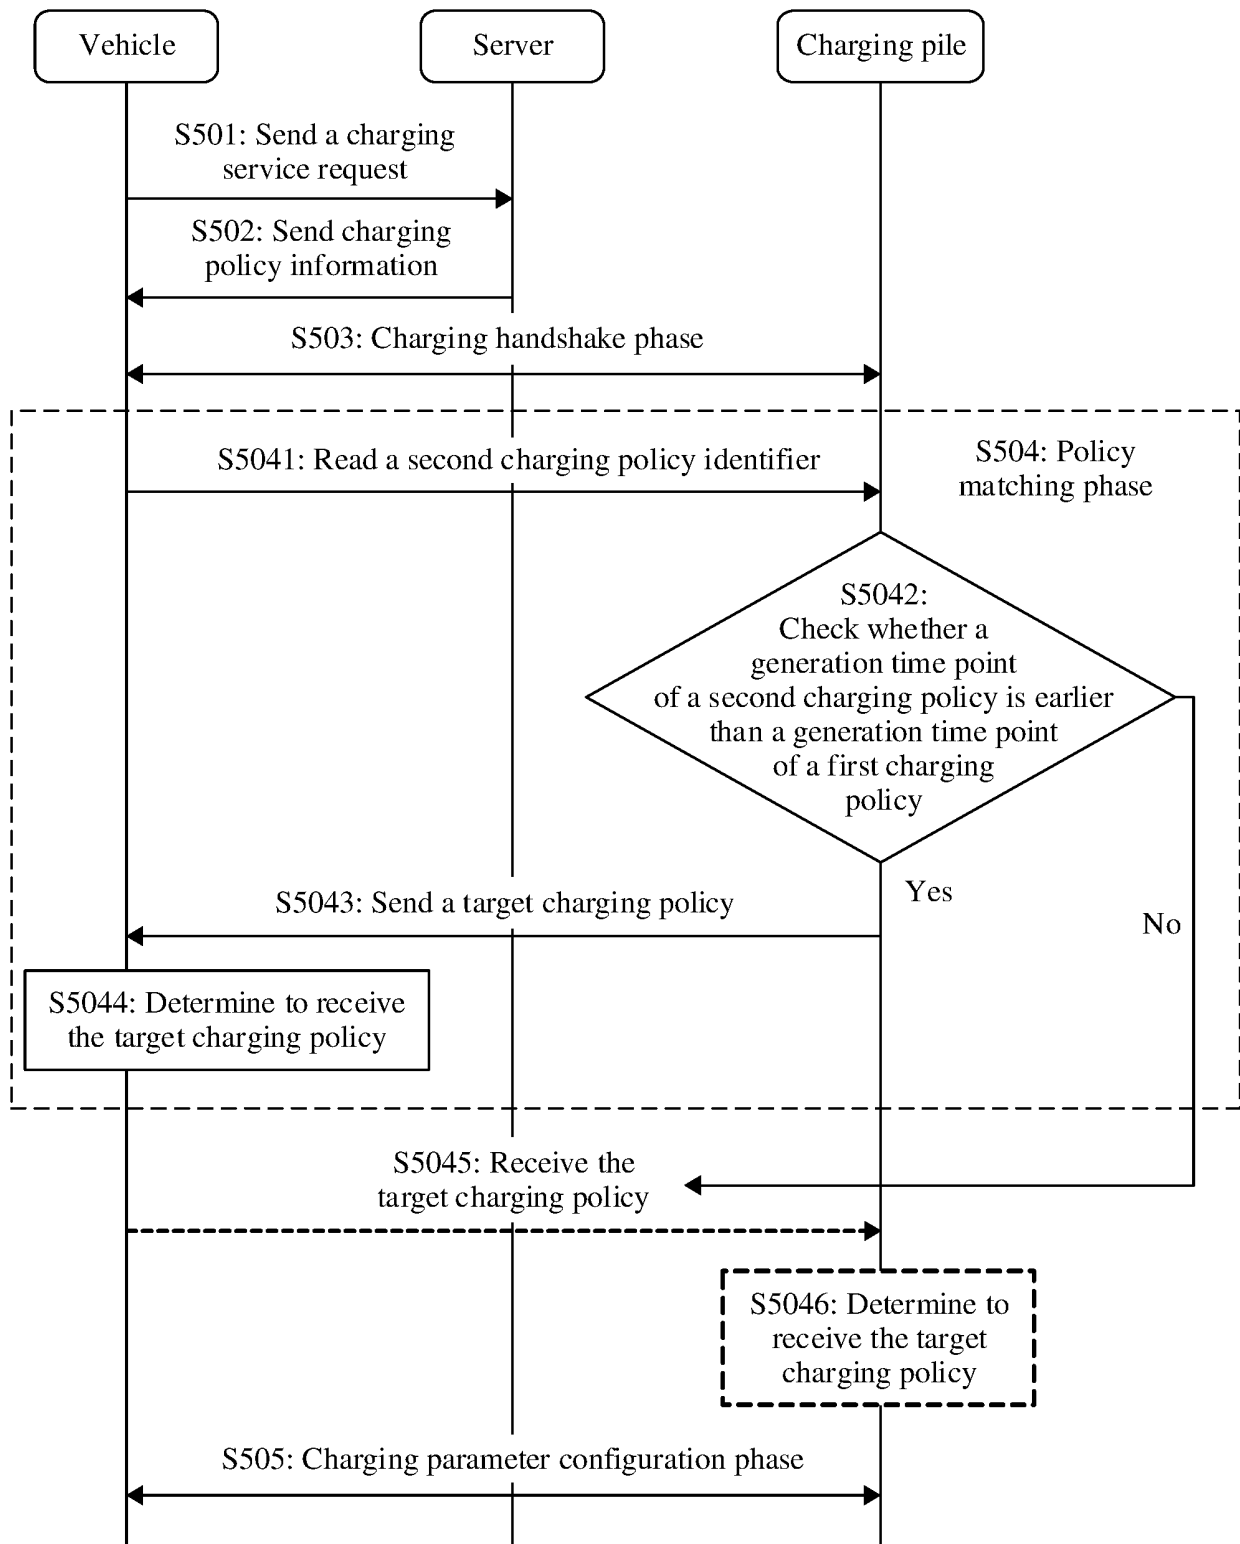 Vehicle
Server
Charging pile
S501: Send a charging
service request
S502: Send charging
policy information
S503: Charging handshake phase
S5041: Read a second charging policy identifier
S504: Policy
matching phase
S5042:
Check whether a
generation time point
of a second charging policy is earlier
than a generation time point
of a first charging
policy
Yes
S5043: Send a target charging policy
No
S5044: Determine to receive
the target charging policy
S5045: Receive the
target charging policy
S5046: Determine to
receive the target
charging policy
S505: Charging parameter configuration phase